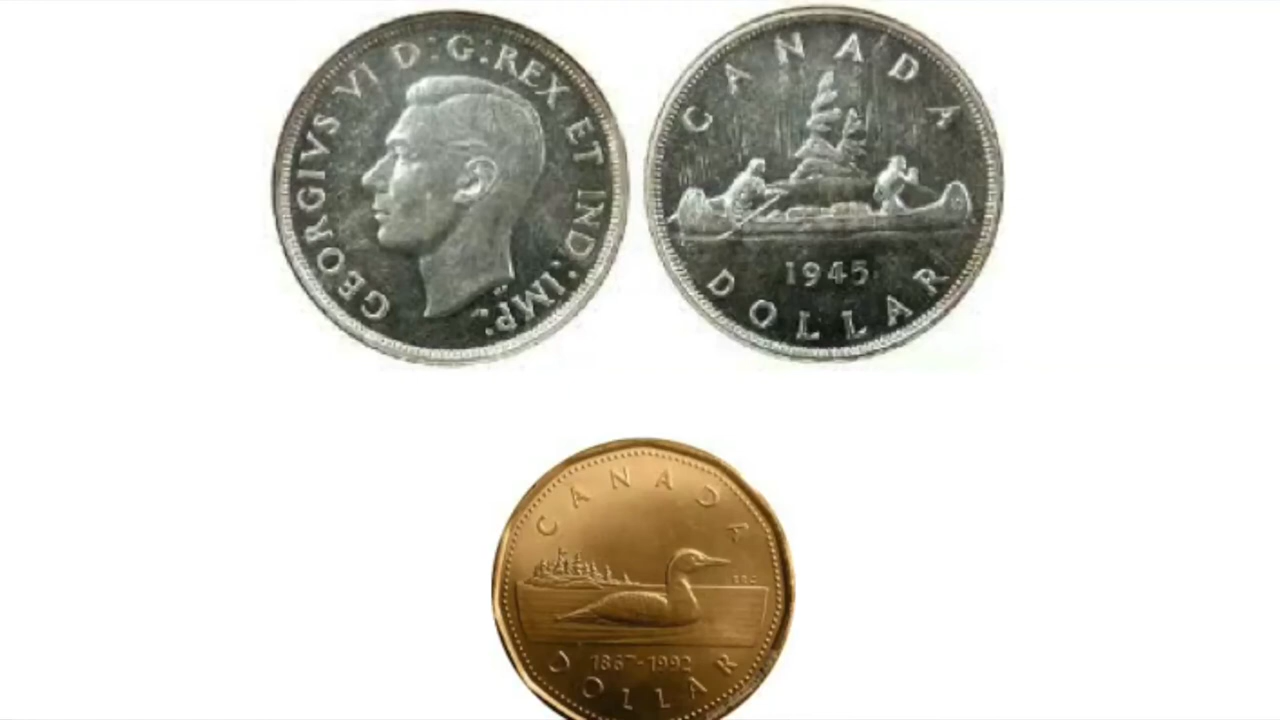 GEORGIVS VI D:G:REX ET IND:IMP:
CANADA
1945
DOLLAR
CANADA
1867-1992
DOLLAR